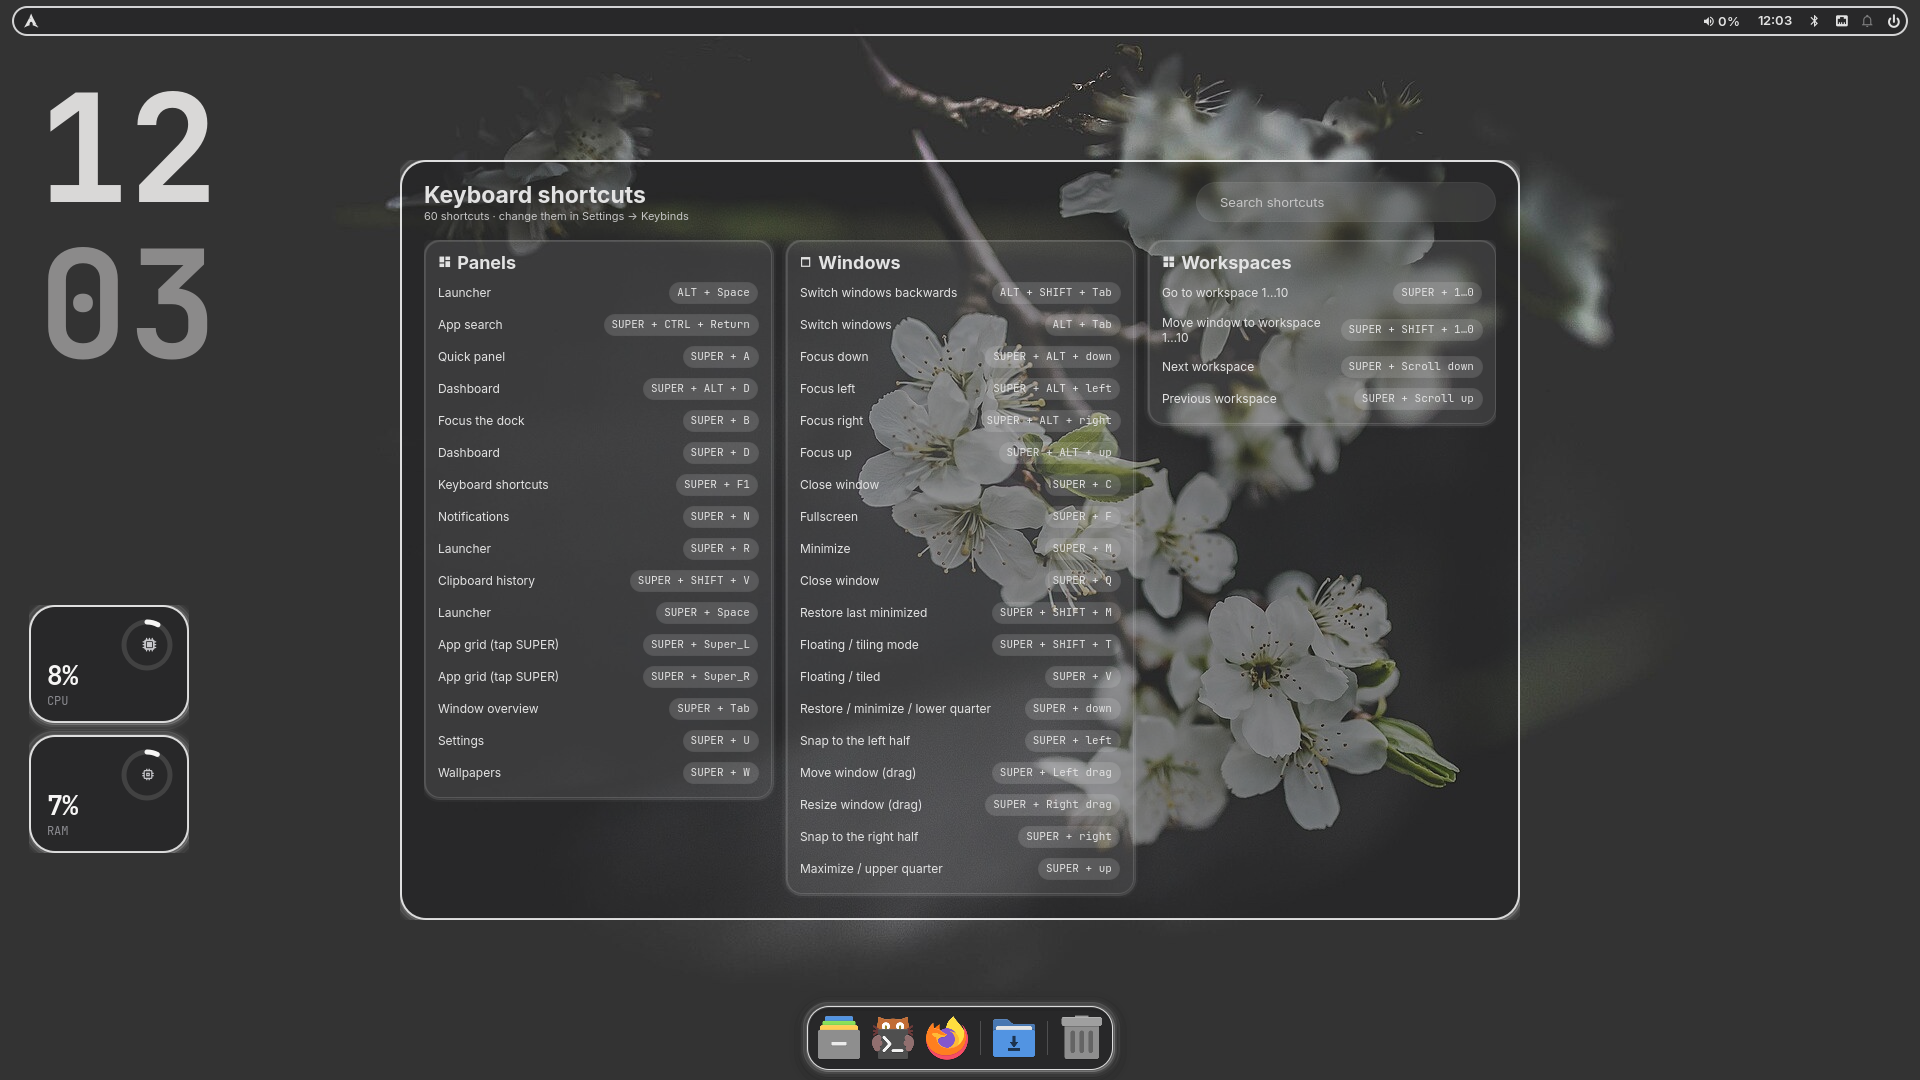 0%
12:03
12
03
Keyboard shortcuts
60 shortcuts · change them in Settings → Keybinds
Search shortcuts
Panels
Launcher ALT + Space
App search SUPER + CTRL + Return
Quick panel SUPER + A
Dashboard SUPER + ALT + D
Focus the dock SUPER + B
Dashboard SUPER + D
Keyboard shortcuts SUPER + F1
Notifications SUPER + N
Launcher SUPER + R
Clipboard history SUPER + SHIFT + V
Launcher SUPER + Space
App grid (tap SUPER) SUPER + Super_L
App grid (tap SUPER) SUPER + Super_R
Window overview SUPER + Tab
Settings SUPER + U
Wallpapers SUPER + W
Windows
Switch windows backwards ALT + SHIFT + Tab
Switch windows ALT + Tab
Focus down SUPER + ALT + down
Focus left SUPER + ALT + left
Focus right SUPER + ALT + right
Focus up SUPER + ALT + up
Close window SUPER + C
Fullscreen SUPER + F
Minimize SUPER + M
Close window SUPER + Q
Restore last minimized SUPER + SHIFT + M
Floating / tiling mode SUPER + SHIFT + T
Floating / tiled SUPER + V
Restore / minimize / lower quarter SUPER + down
Snap to the left half SUPER + left
Move window (drag) SUPER + Left drag
Resize window (drag) SUPER + Right drag
Snap to the right half SUPER + right
Maximize / upper quarter SUPER + up
Workspaces
Go to workspace 1…10 SUPER + 1…0
Move window to workspace
1…10 SUPER + SHIFT + 1…0
Next workspace SUPER + Scroll down
Previous workspace SUPER + Scroll up
8%
CPU
7%
RAM